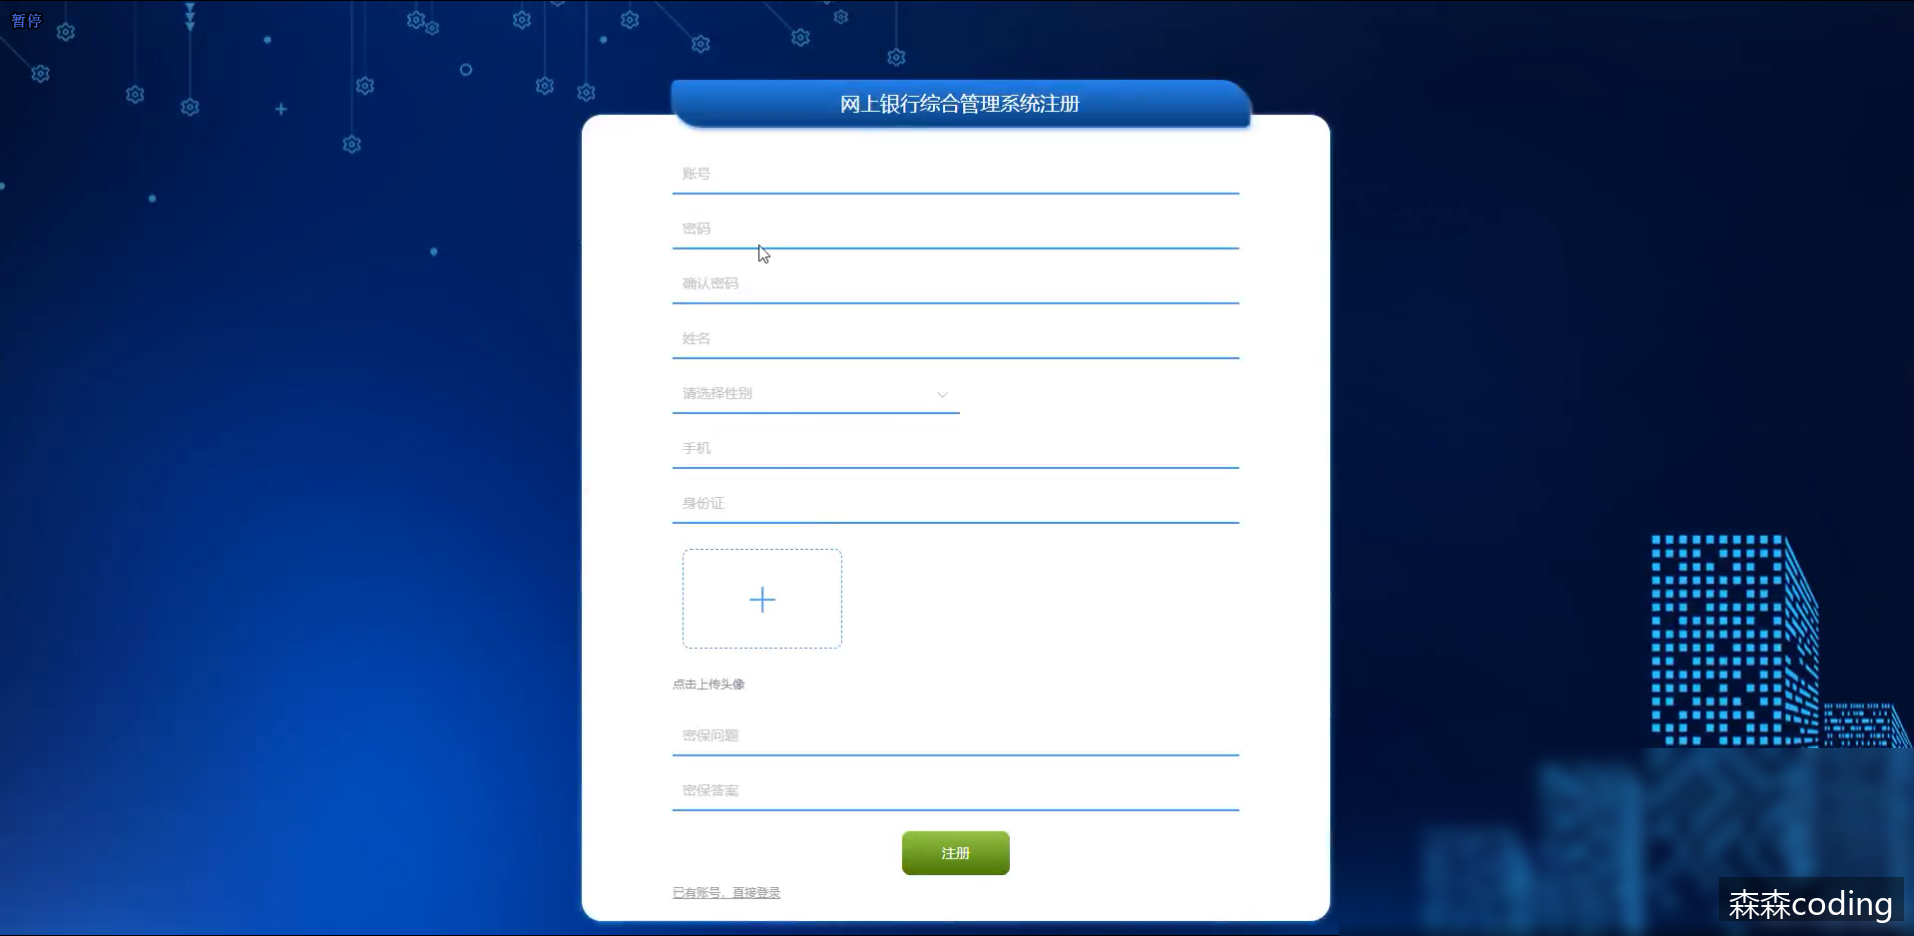 暂停
网上银行综合管理系统注册
账号
密码
确认密码
姓名
请选择性别
手机
身份证
点击上传头像
密保问题
密保答案
注册
已有账号，直接登录
森森coding